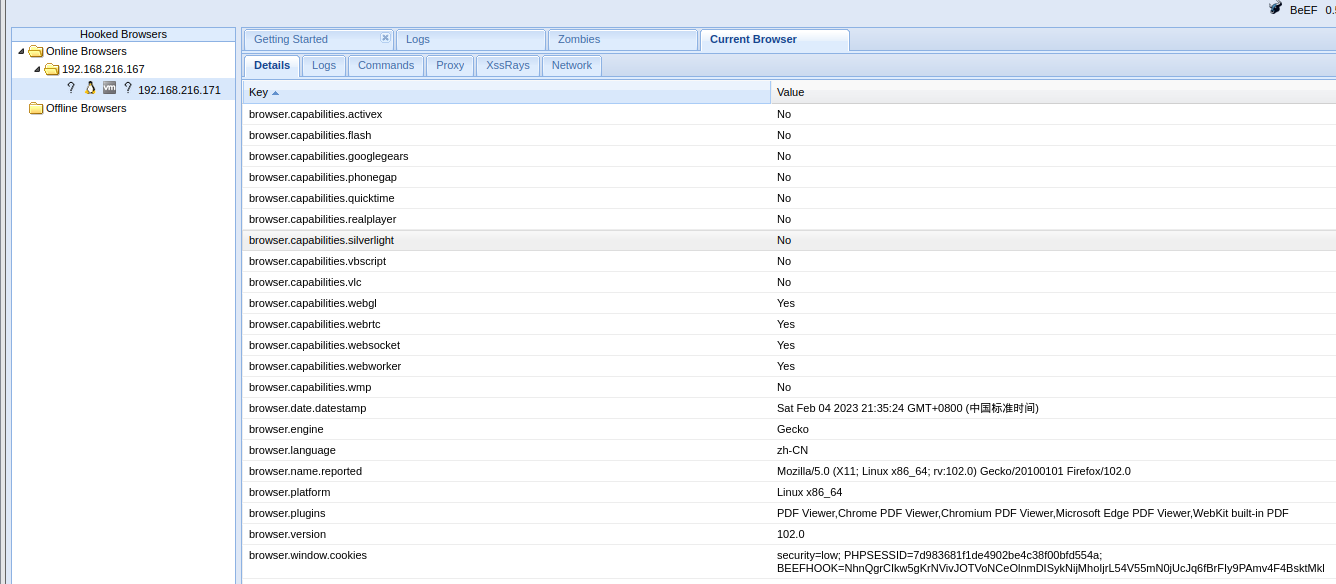 BeEF 0.
Hooked Browsers
Online Browsers
192.168.216.167
? vm ? 192.168.216.171
Offline Browsers
Getting Started Logs Zombies Current Browser
Details Logs Commands Proxy XssRays Network
Key Value
browser.capabilities.activex No
browser.capabilities.flash No
browser.capabilities.googlegears No
browser.capabilities.phonegap No
browser.capabilities.quicktime No
browser.capabilities.realplayer No
browser.capabilities.silverlight No
browser.capabilities.vbscript No
browser.capabilities.vlc No
browser.capabilities.webgl Yes
browser.capabilities.webrtc Yes
browser.capabilities.websocket Yes
browser.capabilities.webworker Yes
browser.capabilities.wmp No
browser.date.datestamp Sat Feb 04 2023 21:35:24 GMT+0800 (中国标准时间)
browser.engine Gecko
browser.language zh-CN
browser.name.reported Mozilla/5.0 (X11; Linux x86_64; rv:102.0) Gecko/20100101 Firefox/102.0
browser.platform Linux x86_64
browser.plugins PDF Viewer,Chrome PDF Viewer,Chromium PDF Viewer,Microsoft Edge PDF Viewer,WebKit built-in PDF
browser.version 102.0
browser.window.cookies security=low; PHPSESSID=7d983681f1de4902be4c38f00bfd554a;